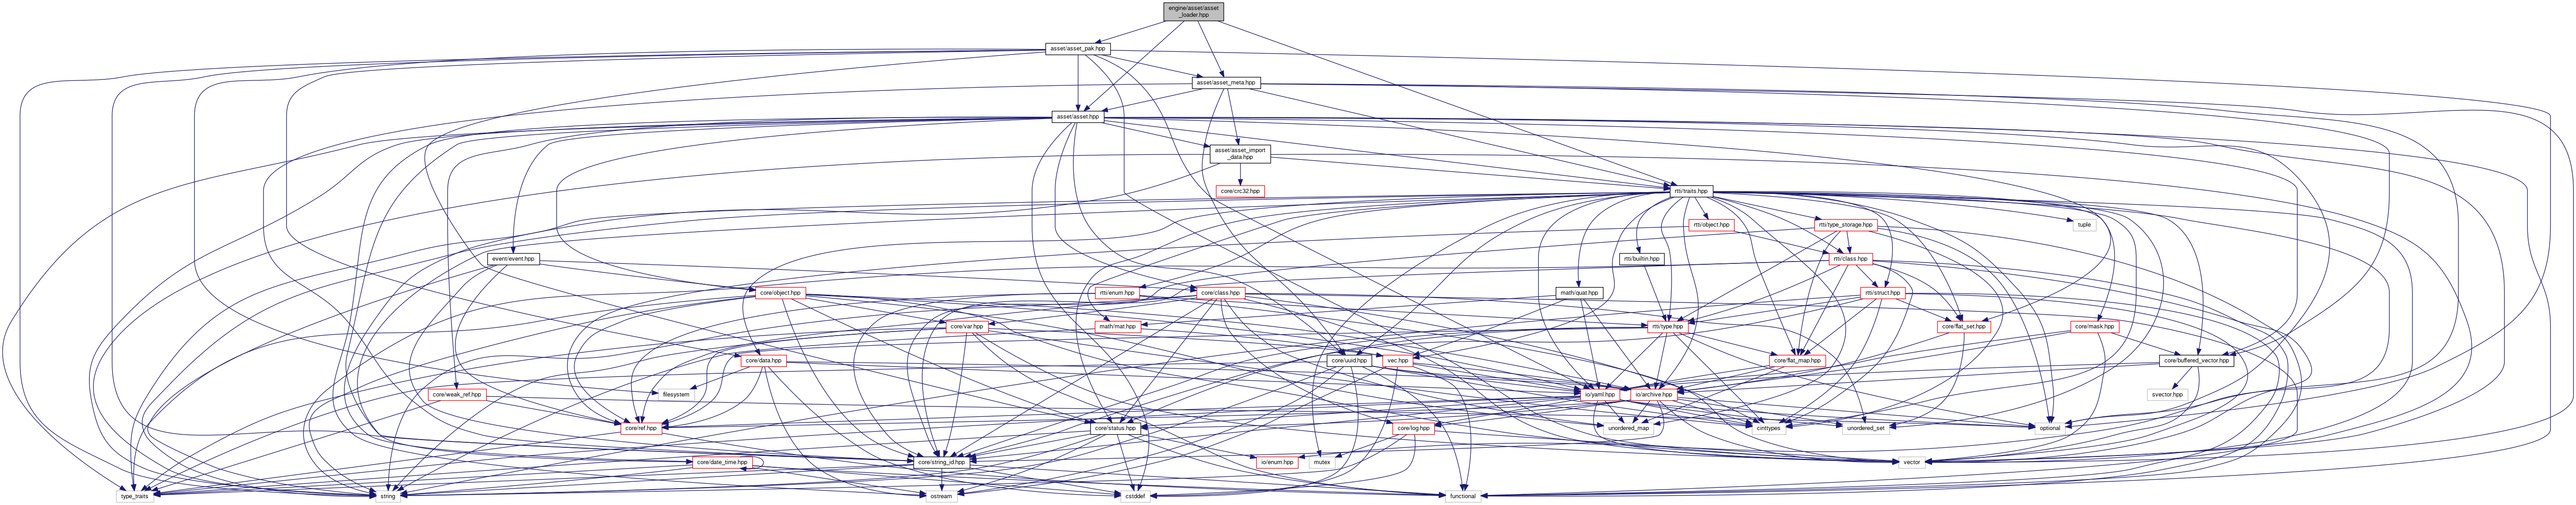 engine/asset/asset
_loader.hpp
asset/asset_pak.hpp
asset/asset_meta.hpp
asset/asset.hpp
asset/asset_import
_data.hpp
core/crc32.hpp
rtti/traits.hpp
rtti/object.hpp
rtti/type_storage.hpp
tuple
event/event.hpp
rtti/builtin.hpp
rtti/class.hpp
core/object.hpp
rtti/enum.hpp
core/class.hpp
math/quat.hpp
rtti/struct.hpp
core/var.hpp
math/mat.hpp
rtti/type.hpp
core/flat_set.hpp
core/mask.hpp
core/data.hpp
core/uuid.hpp
vec.hpp
core/flat_map.hpp
core/buffered_vector.hpp
core/weak_ref.hpp
filesystem
io/yaml.hpp
io/archive.hpp
svector.hpp
core/ref.hpp
core/status.hpp
core/log.hpp
unordered_map
cinttypes
unordered_set
optional
core/date_time.hpp
core/string_id.hpp
io/enum.hpp
mutex
vector
type_traits
string
ostream
cstddef
functional